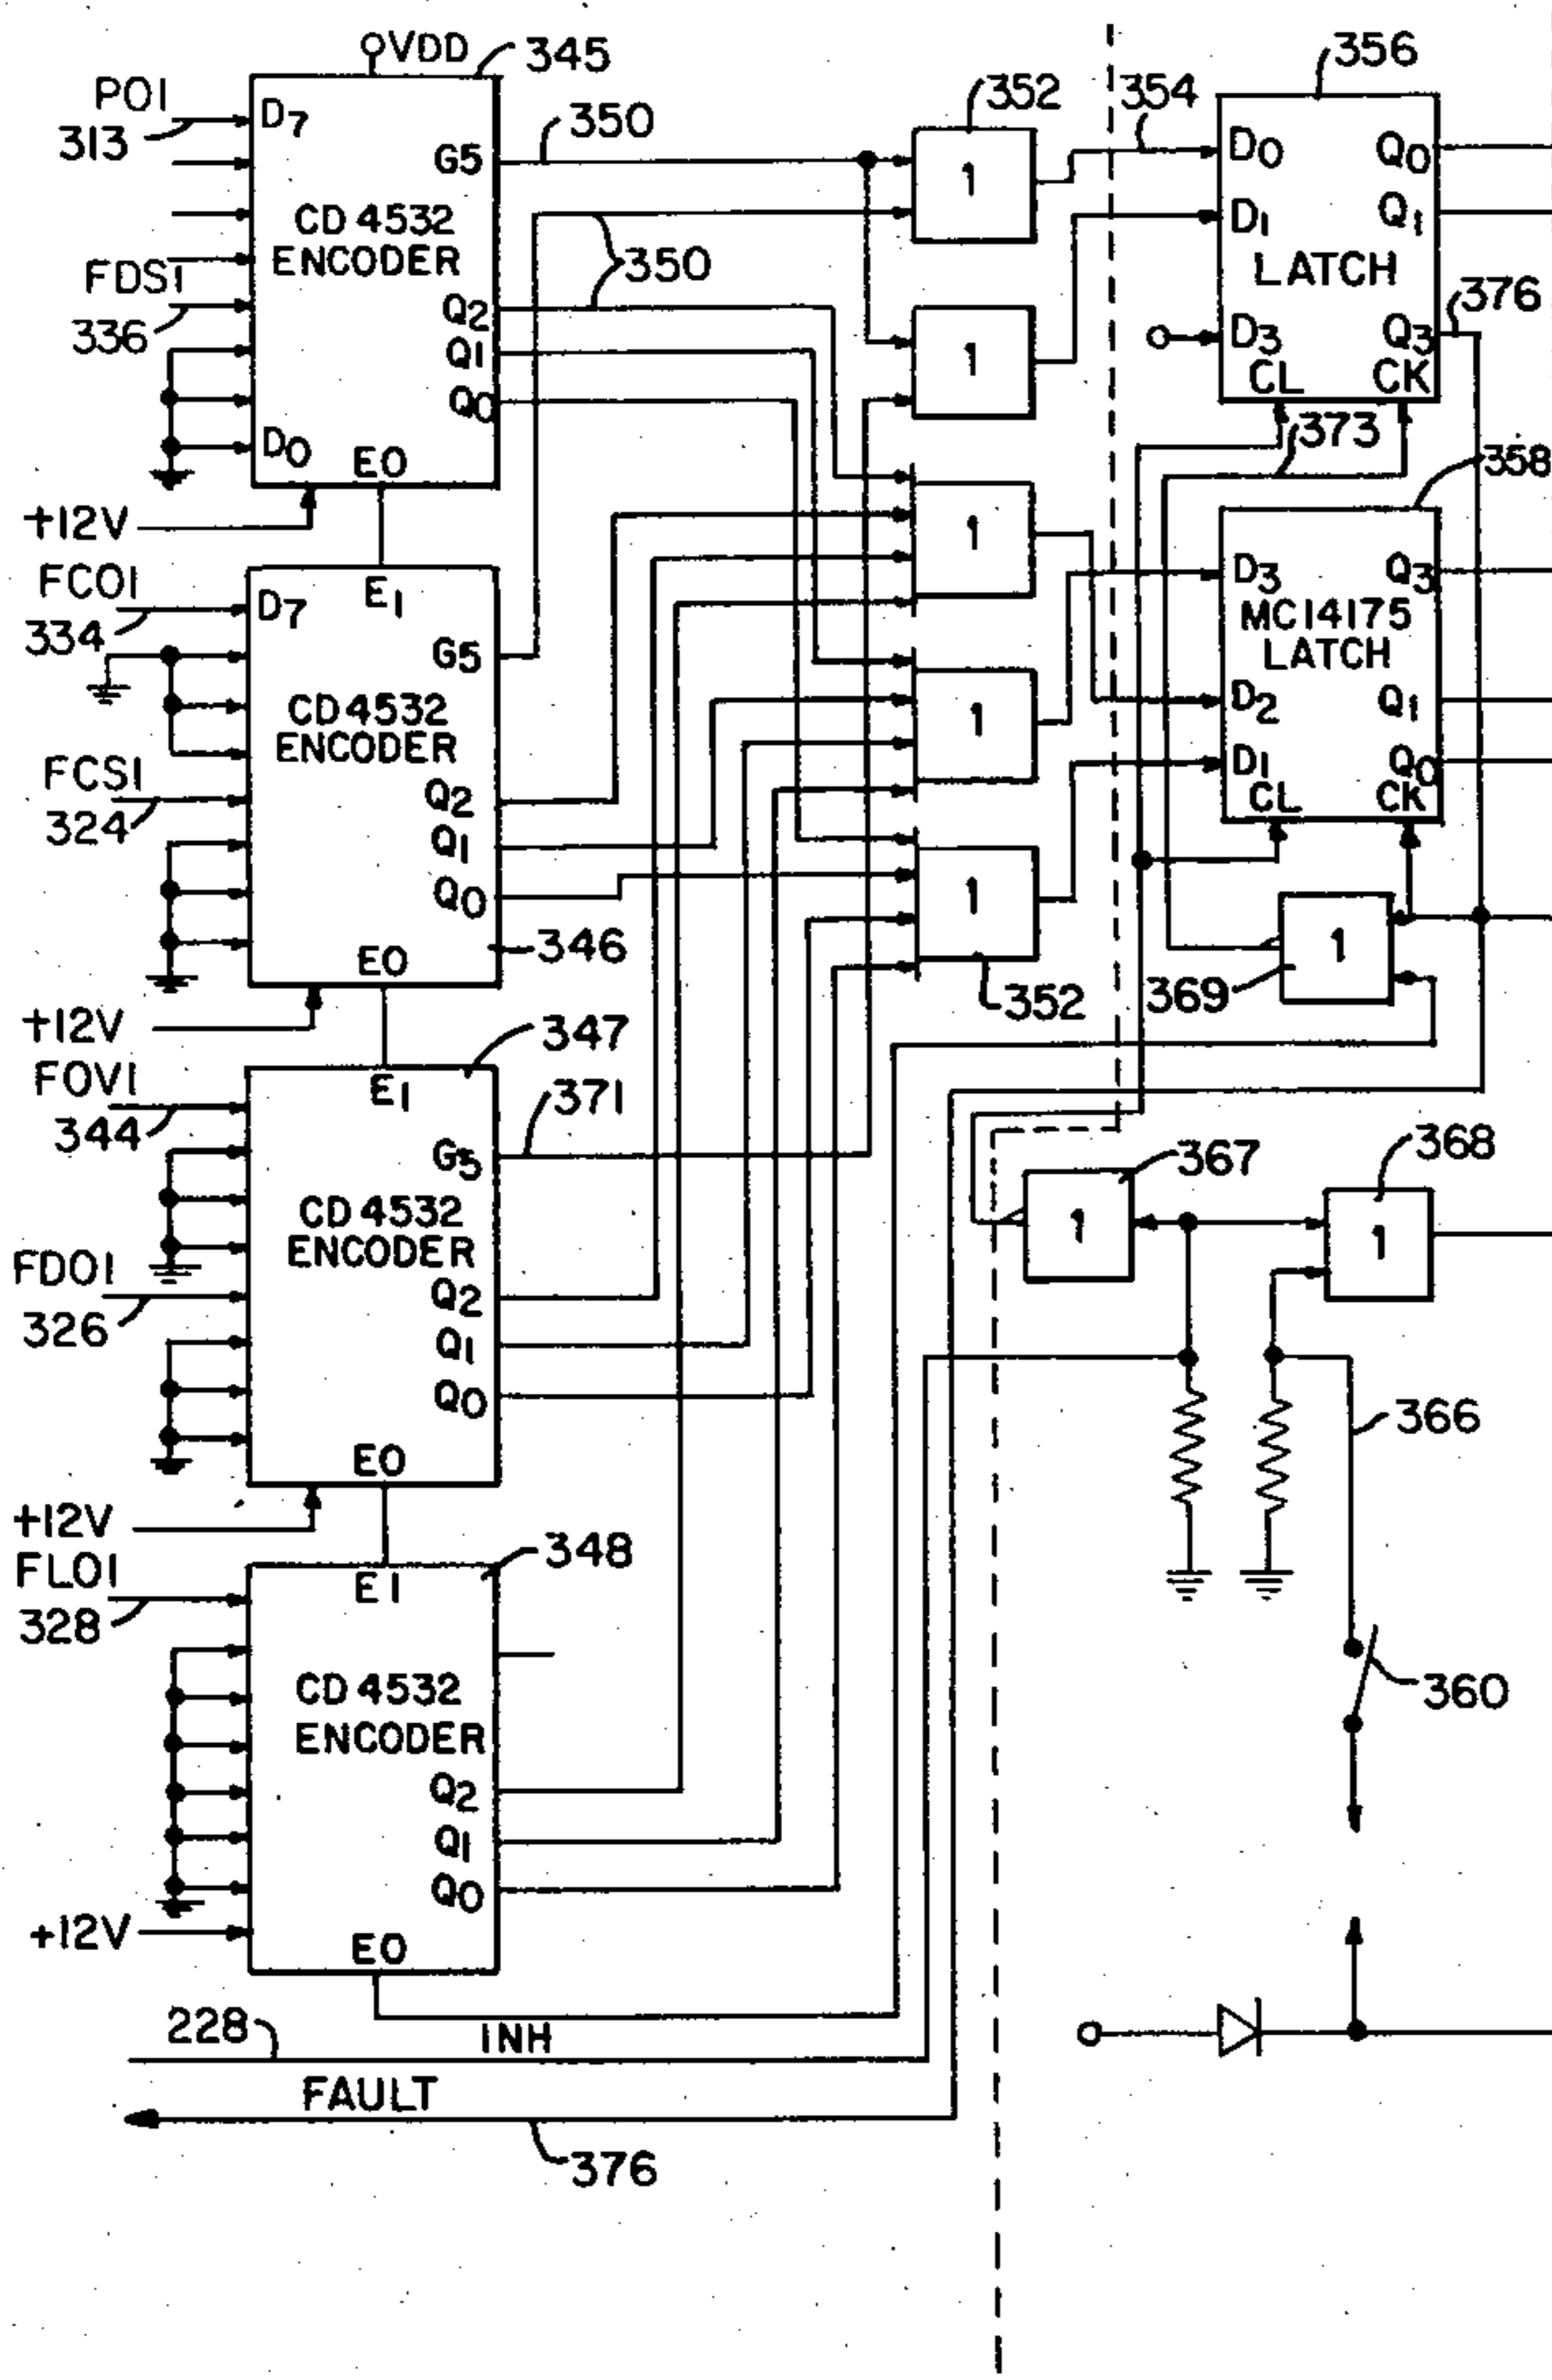 VDD
345
PO1
313
D7
G5
350
CD 4532
ENCODER
350
FDS1
336
Q2
Q1
Q0
D0
EO
+12V
FCO1
334
D7
E1
G5
CD 4532
ENCODER
FCS1
324
Q2
Q1
Q0
EO
346
+12V
FOV1
344
E1
347
371
G5
CD 4532
ENCODER
FDO1
326
Q2
Q1
Q0
EO
+12V
FLO1
328
E1
348
CD 4532
ENCODER
Q2
Q1
Q0
+12V
EO
228
INH
FAULT
376
352
1
1
1
1
1
352
354
356
D0
Q0
D1
Q1
LATCH
D3
Q3
376
CL
CK
373
358
D3
Q3
MC14175
LATCH
D2
Q1
D1
Q0
CL
CK
369
1
367
1
368
1
366
360